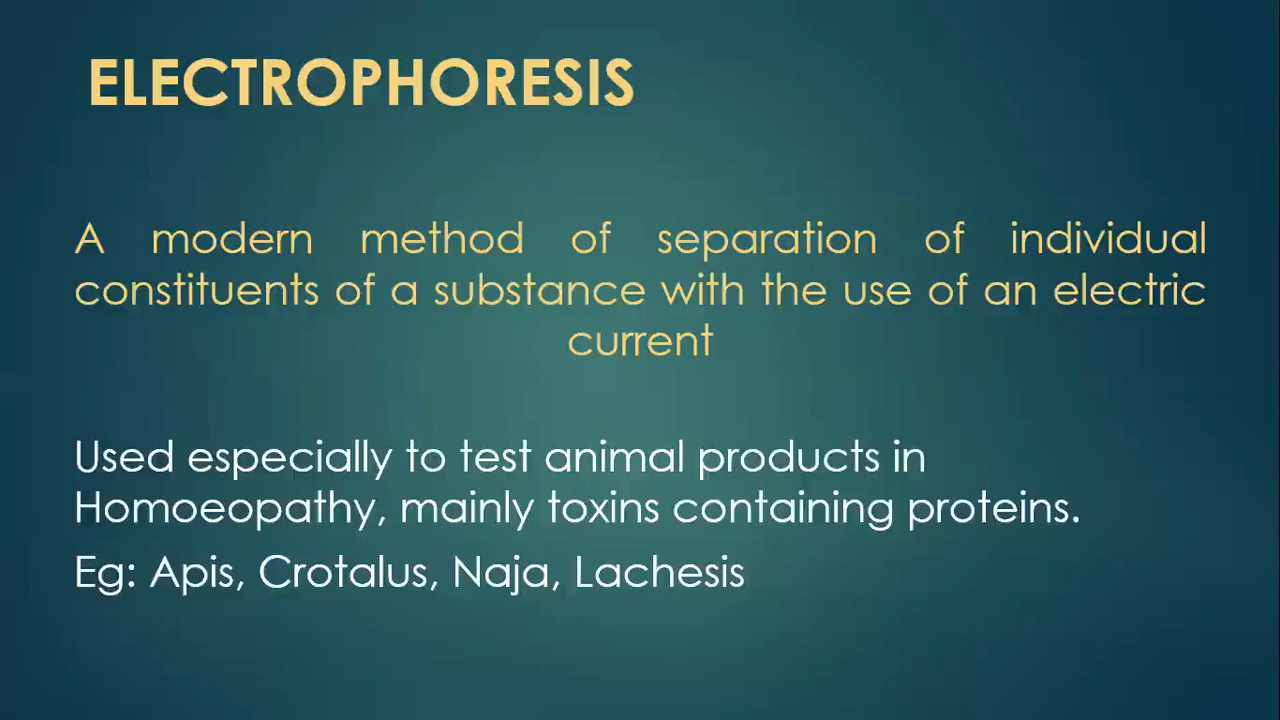 ELECTROPHORESIS
A modern method of separation of individual
constituents of a substance with the use of an electric
current
Used especially to test animal products in
Homoeopathy, mainly toxins containing proteins.
Eg: Apis, Crotalus, Naja, Lachesis